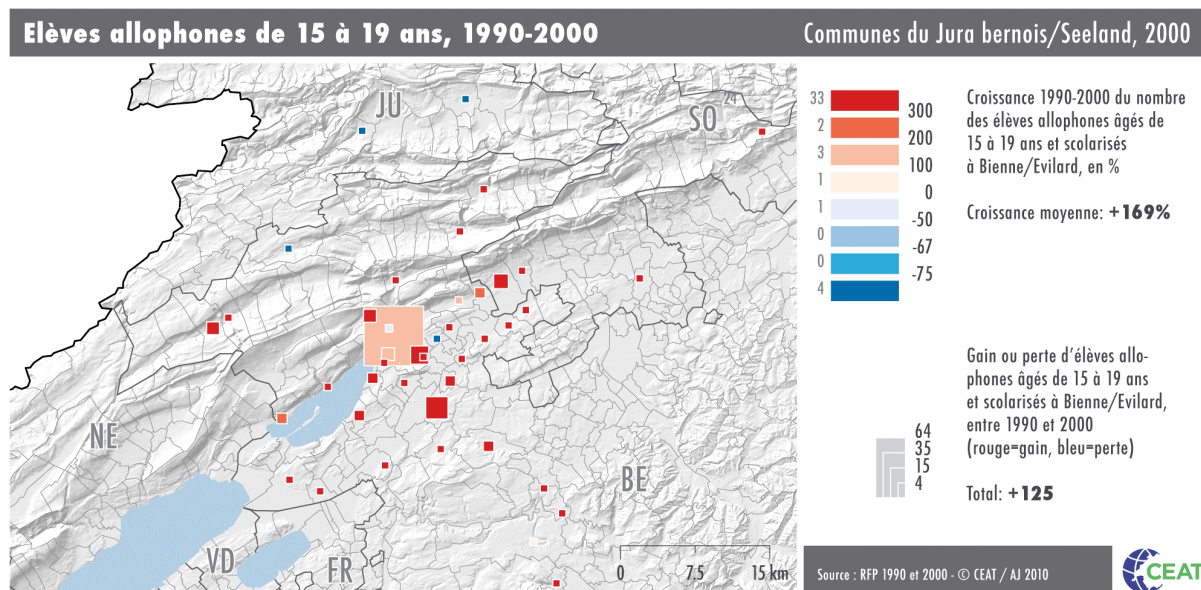 Elèves allophones de 15 à 19 ans, 1990-2000
Communes du Jura bernois/Seeland, 2000
JU
SO
24
NE
VD
FR
BE
0 7.5 15 km
33
2
3
1
1
0
0
4
300
200
100
0
-50
-67
-75
Croissance 1990-2000 du nombre
des élèves allophones âgés de
15 à 19 ans et scolarisés
à Bienne/Evilard, en %
Croissance moyenne: +169%
64
35
15
4
Gain ou perte d'élèves allo-
phones âgés de 15 à 19 ans
et scolarisés à Bienne/Evilard,
entre 1990 et 2000
(rouge=gain, bleu=perte)
Total: +125
Source : RFP 1990 et 2000 - © CEAT / AJ 2010
CEAT